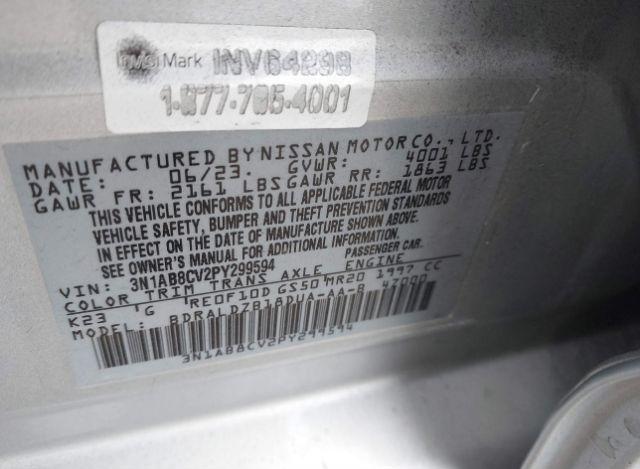 Mark
1-877-795-4001
MANUFACTURED BY NISSAN MOTOR CO., LTD.
DATE: 06/23. GVWR: 4001 LBS
GAWR FR: 2161 LBS GAWR RR: 1863 LBS
THIS VEHICLE CONFORMS TO ALL APPLICABLE FEDERAL MOTOR
VEHICLE SAFETY, BUMPER AND THEFT PREVENTION STANDARDS
IN EFFECT ON THE DATE OF MANUFACTURE SHOWN ABOVE.
SEE OWNER'S MANUAL FOR ADDITIONAL INFORMATION.
VIN: 3N1AB8CV2PY299594 PASSENGER CAR.
COLOR TRIM TRANS AXLE ENGINE
K23 G RE0F10D GS50 MR20 1997 CC
MODEL: BDRALDZB18DUA-AA-B 47000
3N1AB8CV2PY299594